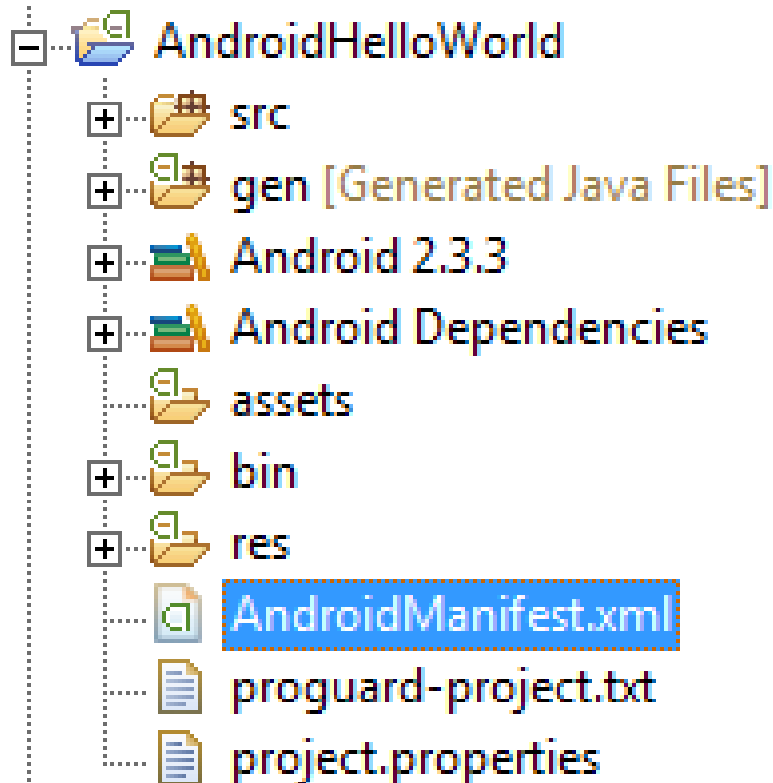 AndroidHelloWorld
src
gen [Generated Java Files]
Android 2.3.3
Android Dependencies
assets
bin
res
AndroidManifest.xml
proguard-project.txt
project.properties